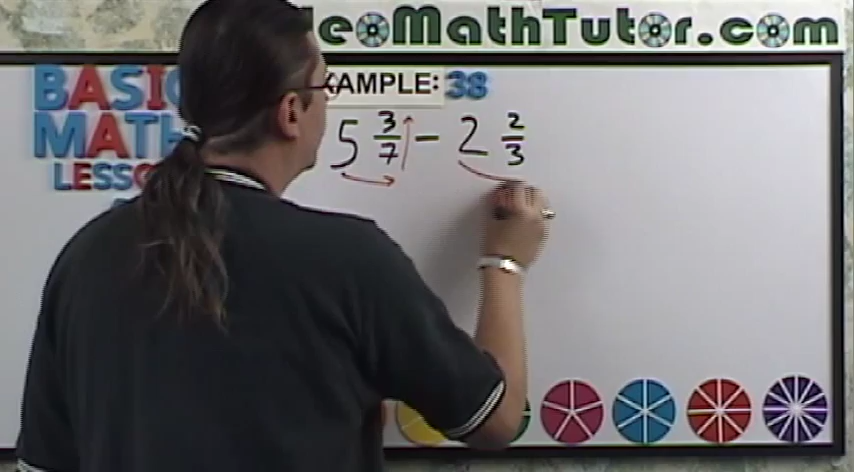 deoMathTutor.com
BASIC
MATH
LESSO
XAMPLE: 38
5 3/7 - 2 2/3